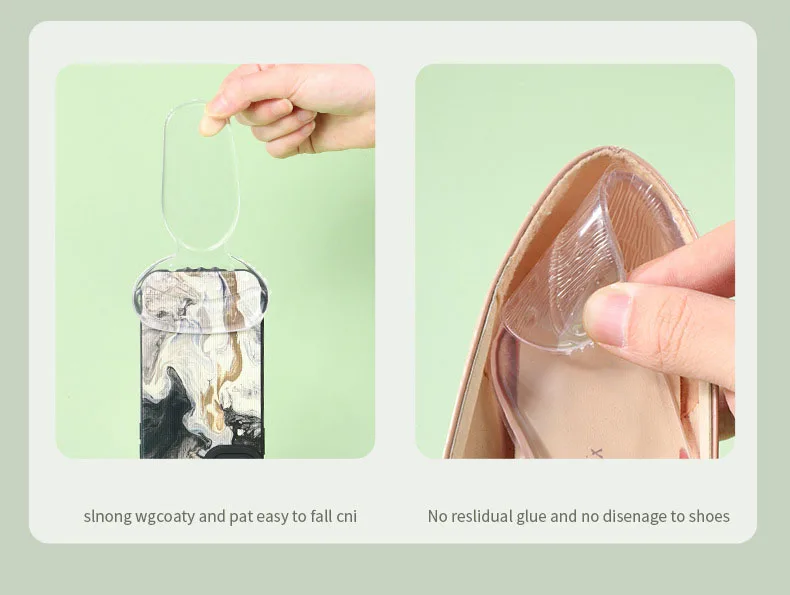 slnong wgcoaty and pat easy to fall cni
No reslidual glue and no disenage to shoes